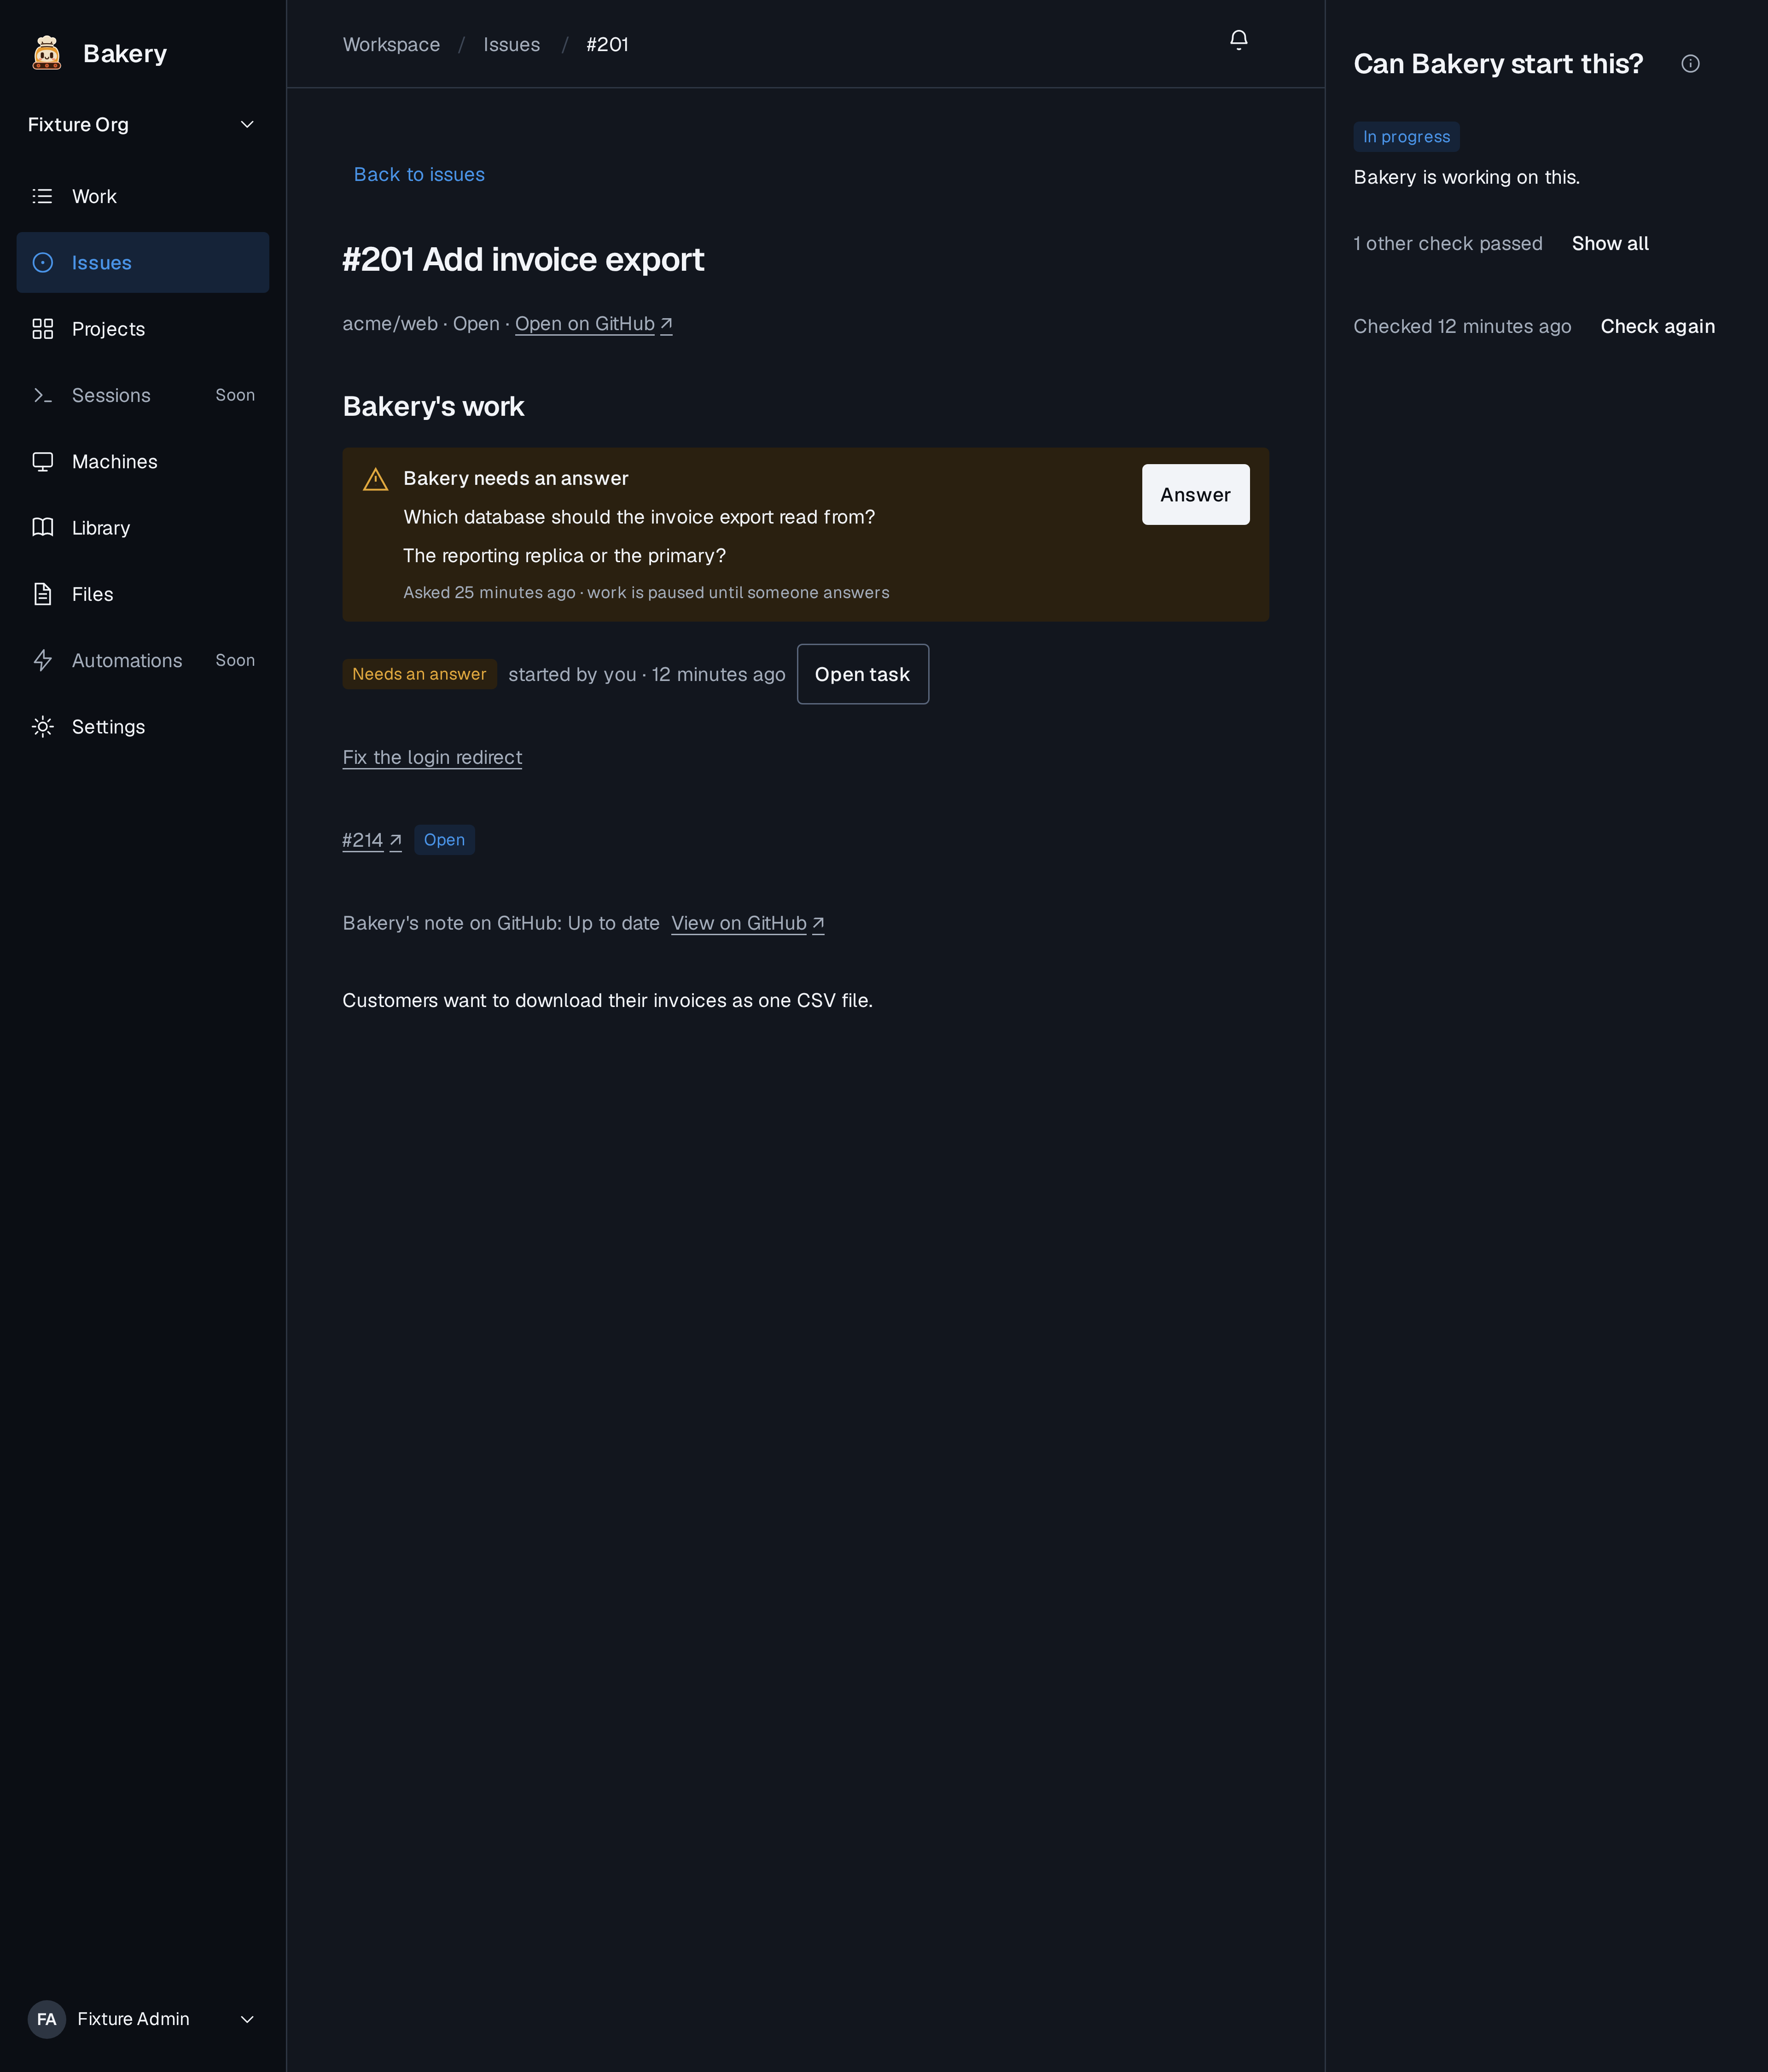 Bakery
Fixture Org
Work
Issues
Projects
Sessions Soon
Machines
Library
Files
Automations Soon
Settings
FA Fixture Admin
Workspace / Issues / #201
Back to issues
#201 Add invoice export
acme/web · Open · Open on GitHub ↗
Bakery's work
Bakery needs an answer
Which database should the invoice export read from?
The reporting replica or the primary?
Asked 25 minutes ago · work is paused until someone answers
Answer
Needs an answer started by you · 12 minutes ago Open task
Fix the login redirect
#214 ↗ Open
Bakery's note on GitHub: Up to date View on GitHub ↗
Customers want to download their invoices as one CSV file.
Can Bakery start this?
In progress
Bakery is working on this.
1 other check passed Show all
Checked 12 minutes ago Check again